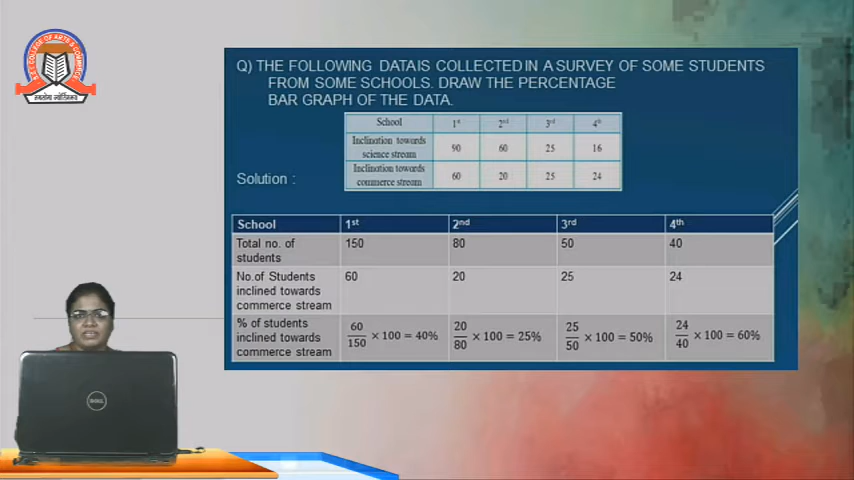 Q) THE FOLLOWING DATAIS COLLECTED IN A SURVEY OF SOME STUDENTS
FROM SOME SCHOOLS. DRAW THE PERCENTAGE
BAR GRAPH OF THE DATA.
School 1st 2nd 3rd 4th
Inclination towards
science stream 90 60 25 16
Inclination towards
commerce stream 60 20 25 24
Solution :
School 1st 2nd 3rd 4th
Total no. of
students 150 80 50 40
No.of Students
inclined towards
commerce stream 60 20 25 24
% of students
inclined towards
commerce stream 60/150 × 100 = 40% 20/80 × 100 = 25% 25/50 × 100 = 50% 24/40 × 100 = 60%
DELL